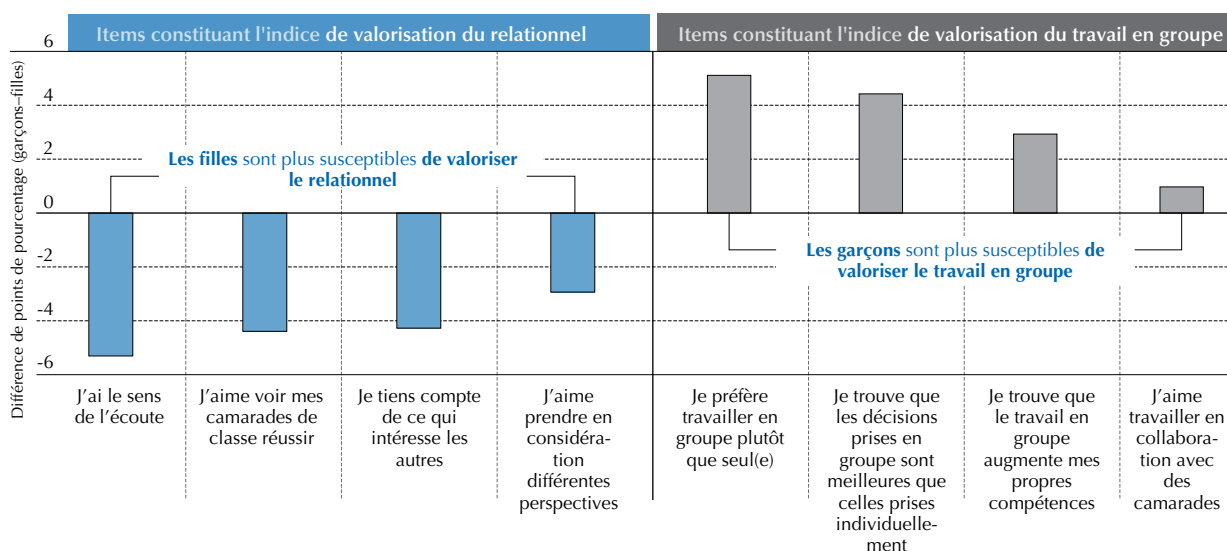 Items constituant l'indice de valorisation du relationnel
Items constituant l'indice de valorisation du travail en groupe
Différence de points de pourcentage (garçons–filles)
6
4
2
0
-2
-4
-6
Les filles sont plus susceptibles de valoriser
le relationnel
Les garçons sont plus susceptibles de
valoriser le travail en groupe
J'ai le sens
de l'écoute
J'aime voir mes
camarades de
classe réussir
Je tiens compte
de ce qui
intéresse les
autres
J'aime
prendre en
considéra-
tion
différentes
perspectives
Je préfère
travailler en
groupe plutôt
que seul(e)
Je trouve que
les décisions
prises en
groupe sont
meilleures que
celles prises
individuelle-
ment
Je trouve que
le travail en
groupe
augmente mes
propres
compétences
J'aime
travailler en
collabora-
tion avec
des
camarades